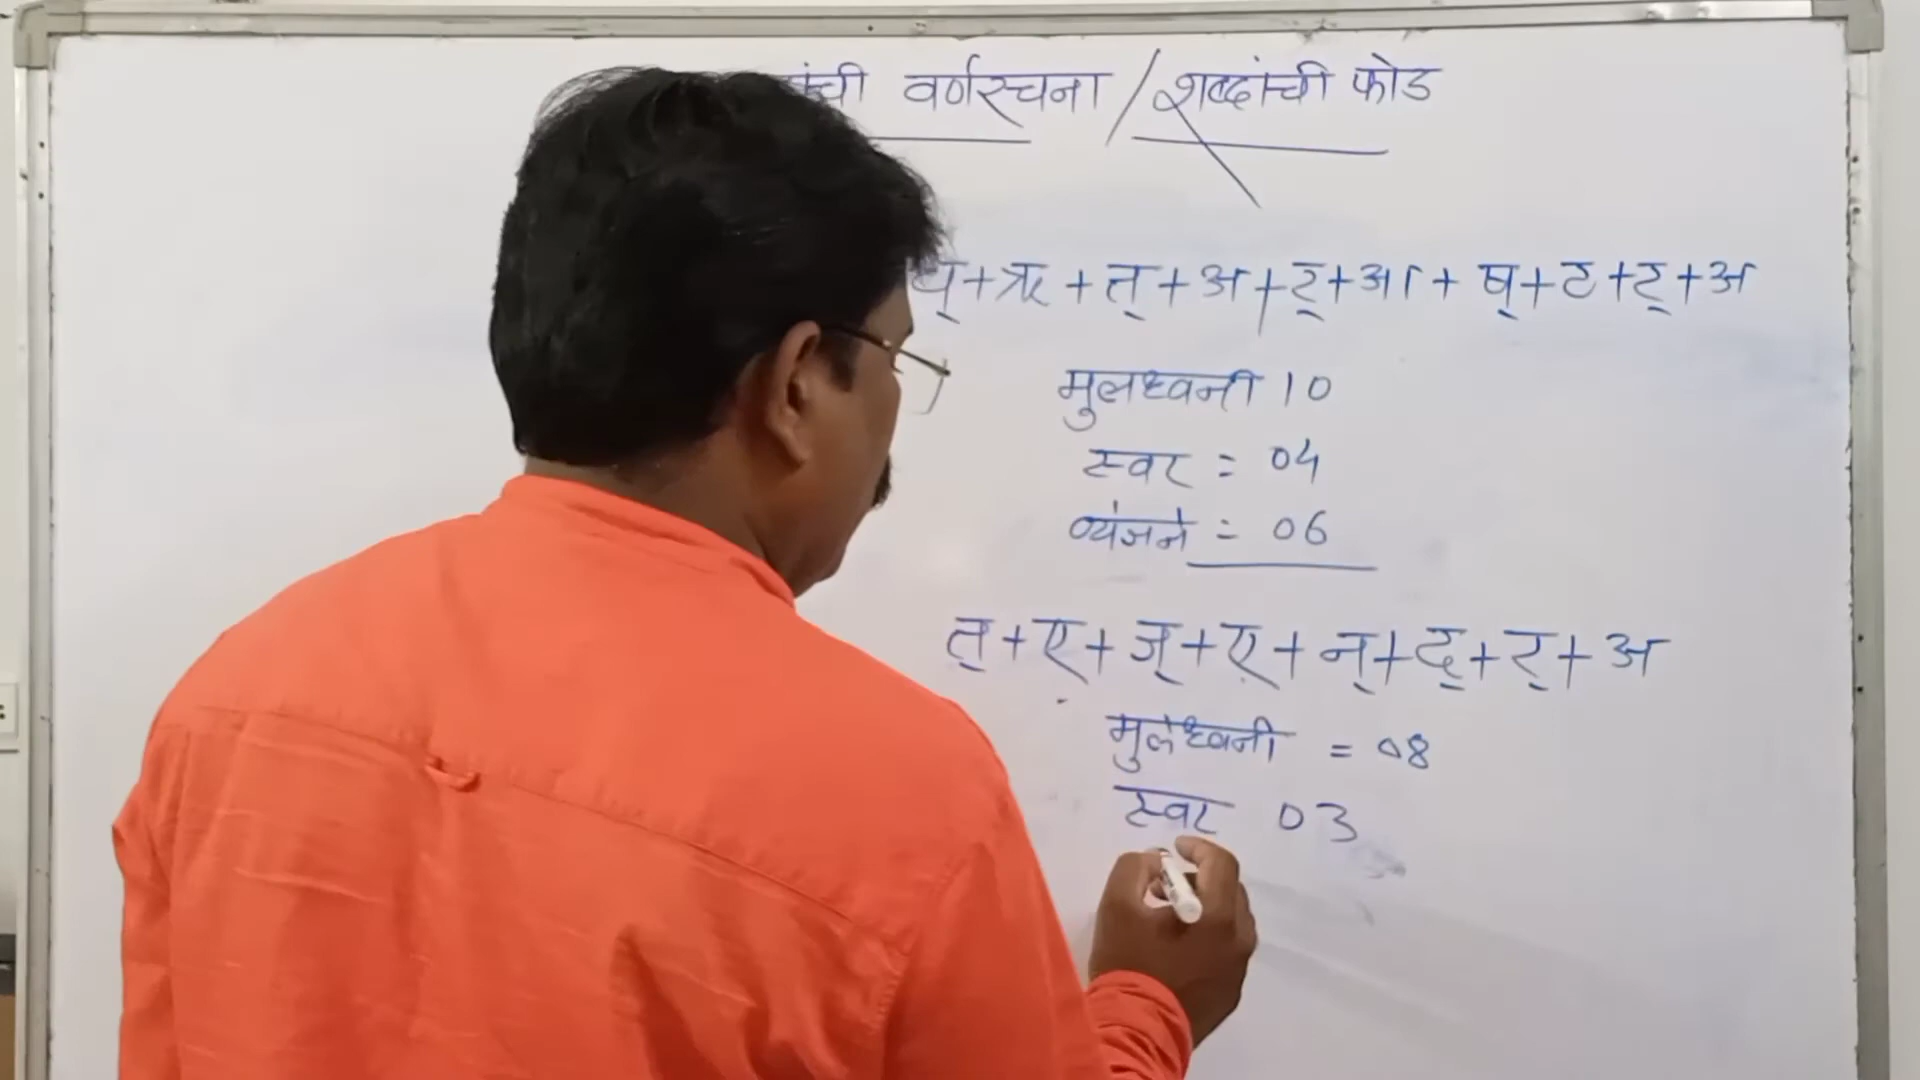 वर्णरचना / शब्दांची फोड
+ऋ+त्+अ+र्+आ+ष्+ट+र्+अ
मुलध्वनी 10
स्वर = 04
व्यंजने = 06
त्+ए+ज्+ए+न्+द्+र्+अ
मुलध्वनी = 08
स्वर 03